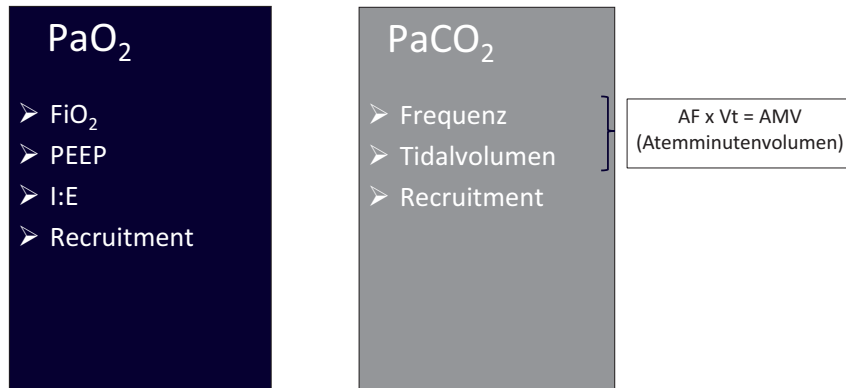 PaO₂
➢ FiO₂
➢ PEEP
➢ I:E
➢ Recruitment
PaCO₂
➢ Frequenz
➢ Tidalvolumen
➢ Recruitment
AF x Vt = AMV
(Atemminutenvolumen)